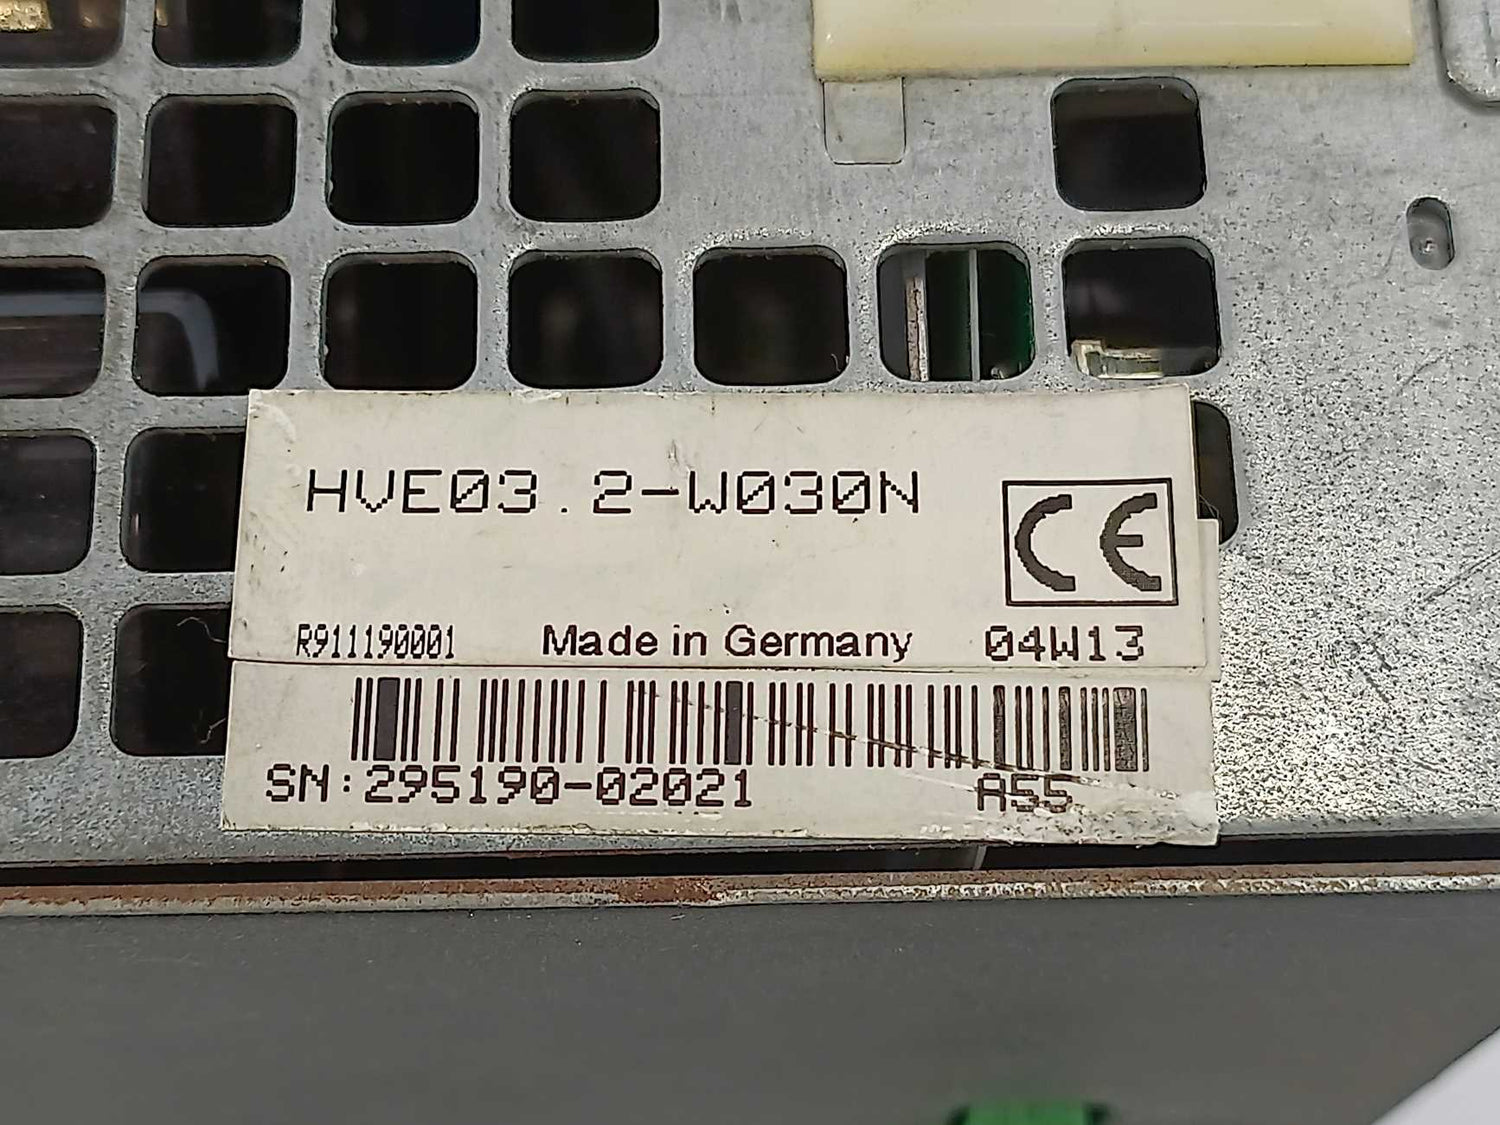 HVE03.2-W030N
CE
R911190001 Made in Germany 04W13
SN:295190-02021 A55